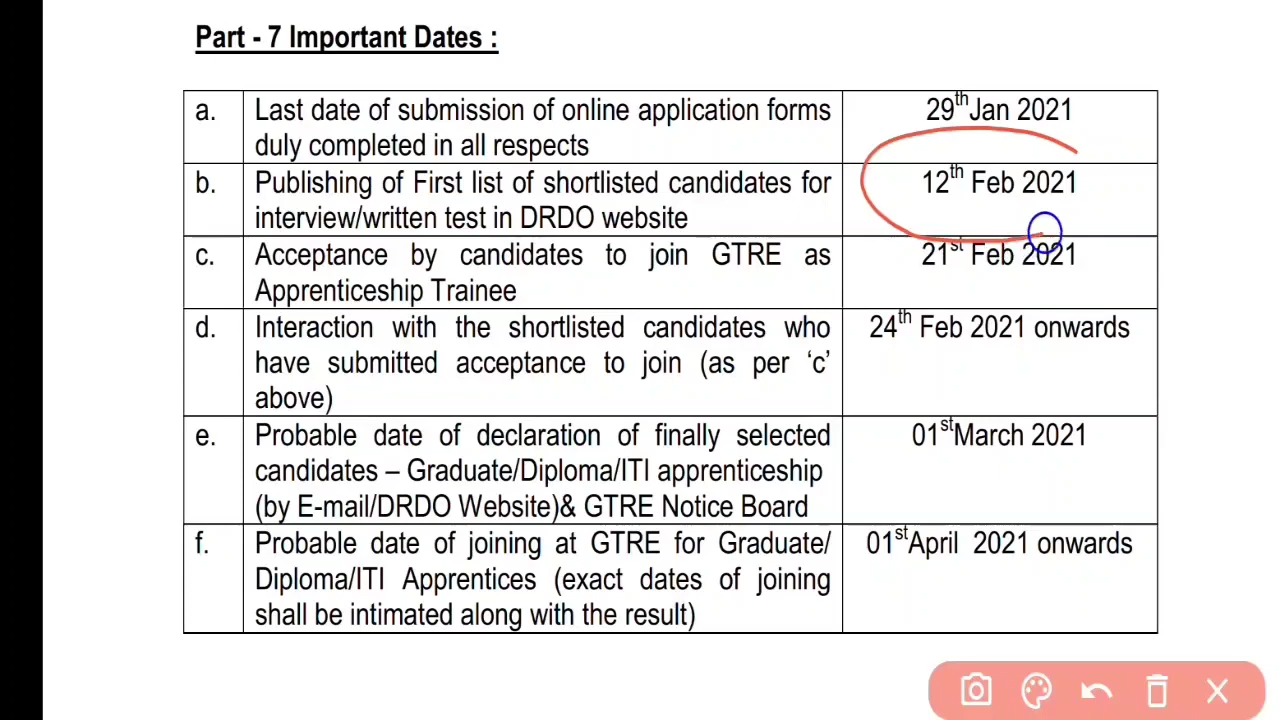 Part - 7 Important Dates :
a. Last date of submission of online application forms 29th Jan 2021
duly completed in all respects
b. Publishing of First list of shortlisted candidates for 12th Feb 2021
interview/written test in DRDO website
c. Acceptance by candidates to join GTRE as 21st Feb 2021
Apprenticeship Trainee
d. Interaction with the shortlisted candidates who 24th Feb 2021 onwards
have submitted acceptance to join (as per ‘c’
above)
e. Probable date of declaration of finally selected 01stMarch 2021
candidates – Graduate/Diploma/ITI apprenticeship
(by E-mail/DRDO Website)& GTRE Notice Board
f. Probable date of joining at GTRE for Graduate/ 01stApril 2021 onwards
Diploma/ITI Apprentices (exact dates of joining
shall be intimated along with the result)